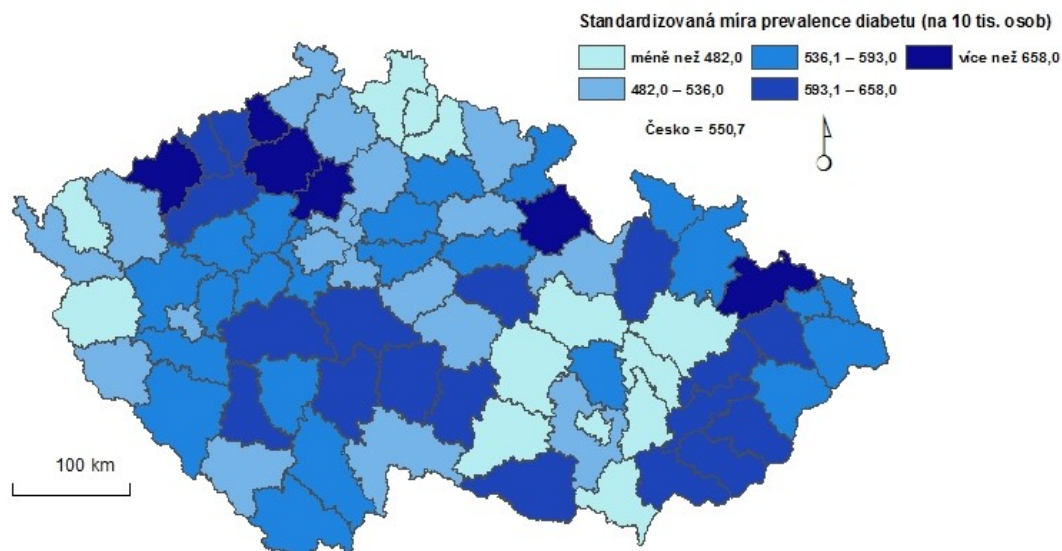 Standardizovaná míra prevalence diabetu (na 10 tis. osob)
méně než 482,0
536,1 – 593,0
více než 658,0
482,0 – 536,0
593,1 – 658,0
Česko = 550,7
100 km